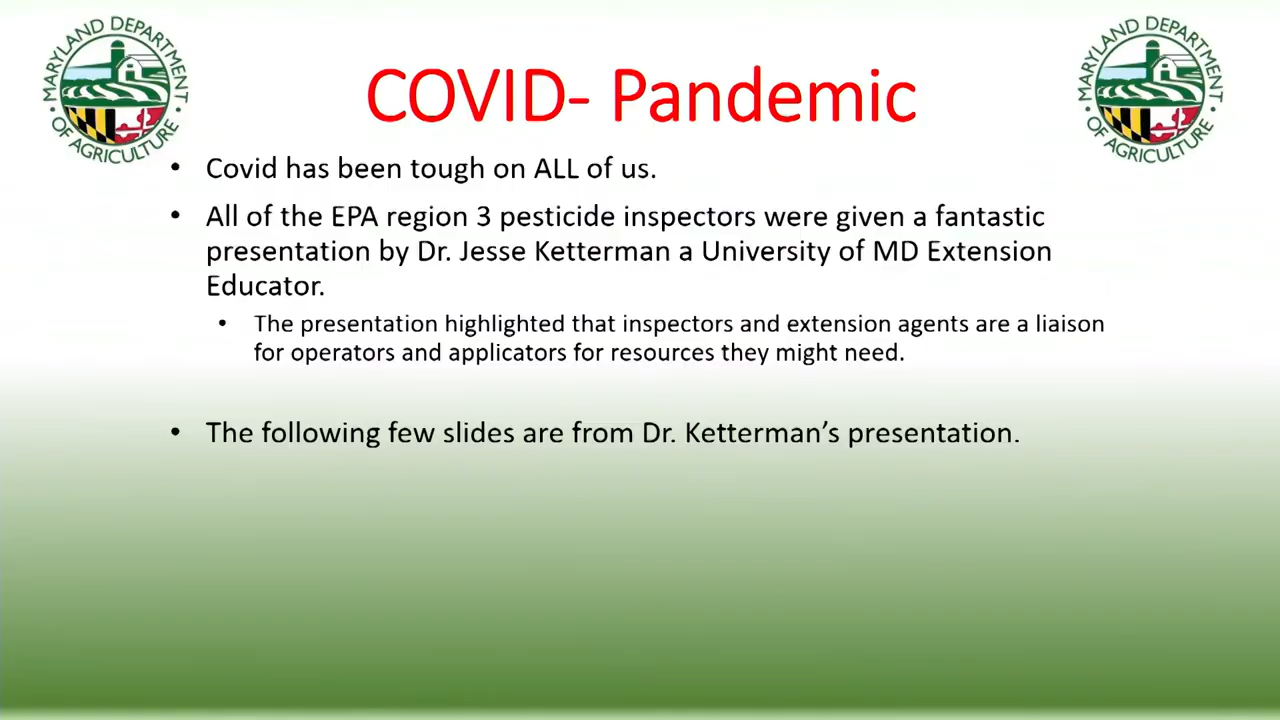 MARYLAND DEPARTMENT
OF AGRICULTURE
MARYLAND DEPARTMENT
OF AGRICULTURE
COVID- Pandemic
• Covid has been tough on ALL of us.
• All of the EPA region 3 pesticide inspectors were given a fantastic
presentation by Dr. Jesse Ketterman a University of MD Extension
Educator.
• The presentation highlighted that inspectors and extension agents are a liaison
for operators and applicators for resources they might need.
• The following few slides are from Dr. Ketterman’s presentation.